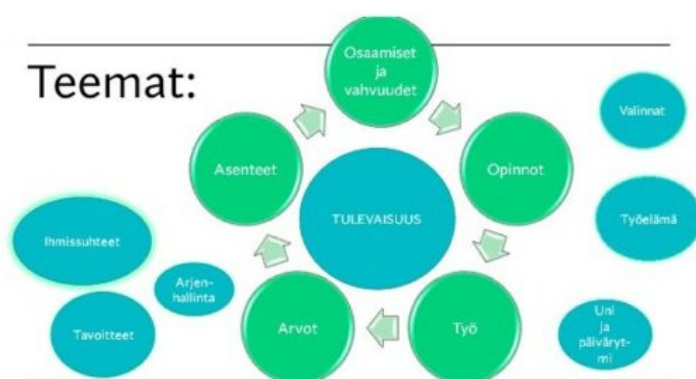 Teemat:
Osaamiset
ja
vahvuudet
Opinnot
Työ
Arvot
Asenteet
TULEVAISUUS
Ihmissuhteet
Arjen-
hallinta
Tavoitteet
Valinnat
Työelämä
Uni
ja
päiväryt-
mi